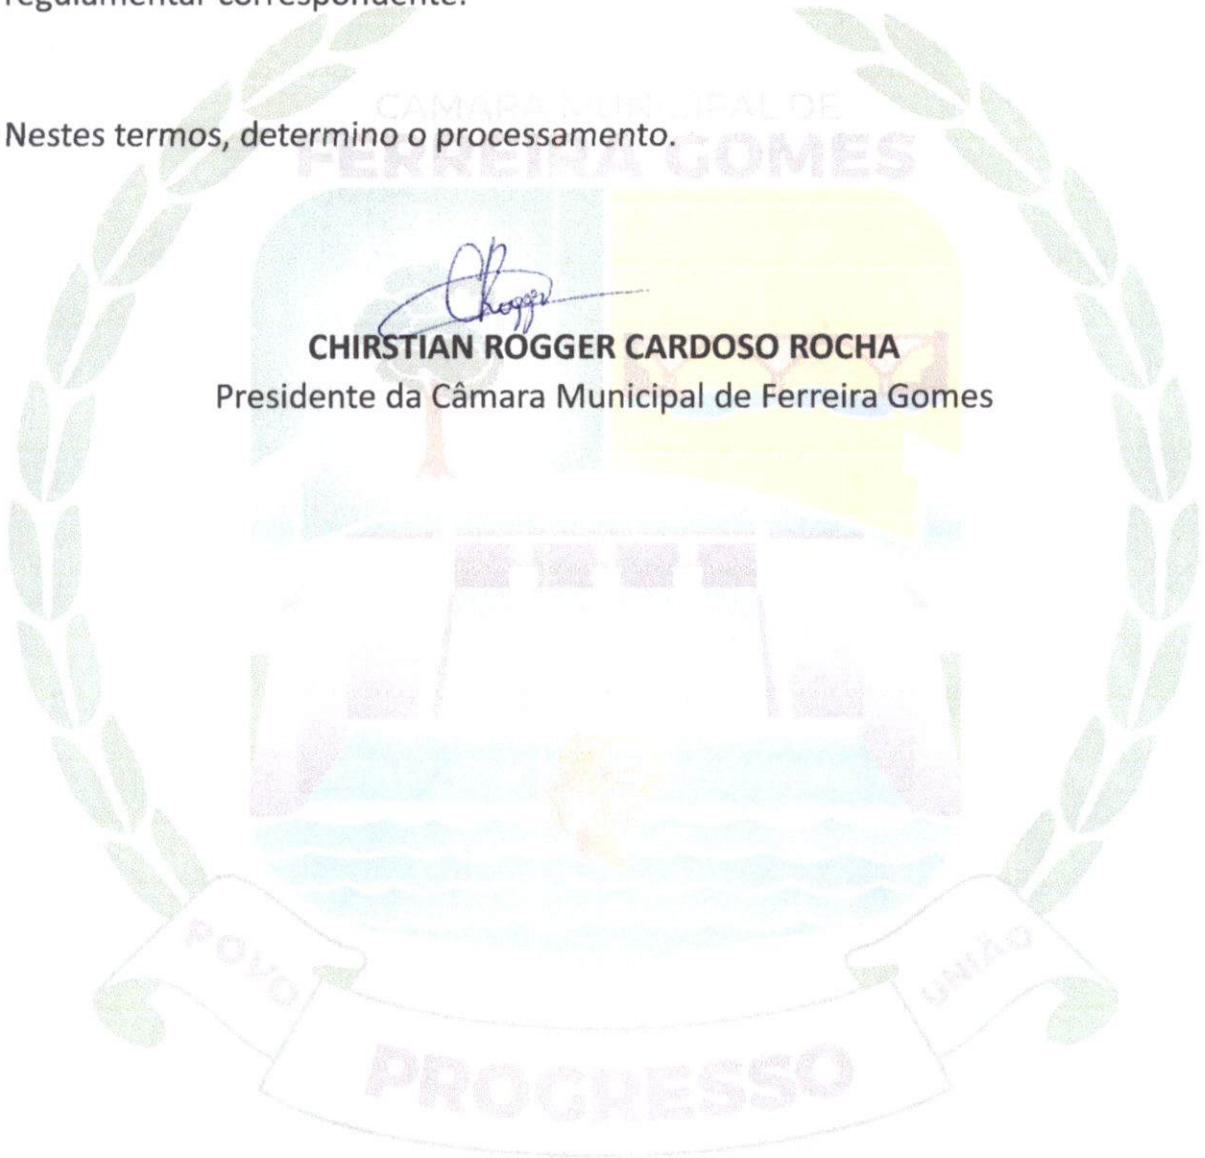 regulamentar correspondente.
CAMARA MUNICIPAL DE
FERREIRA GOMES
Nestes termos, determino o processamento.
Chogger
CHIRSTIAN ROGGER CARDOSO ROCHA
Presidente da Câmara Municipal de Ferreira Gomes
POVO
UNIÃO
PROGRESSO